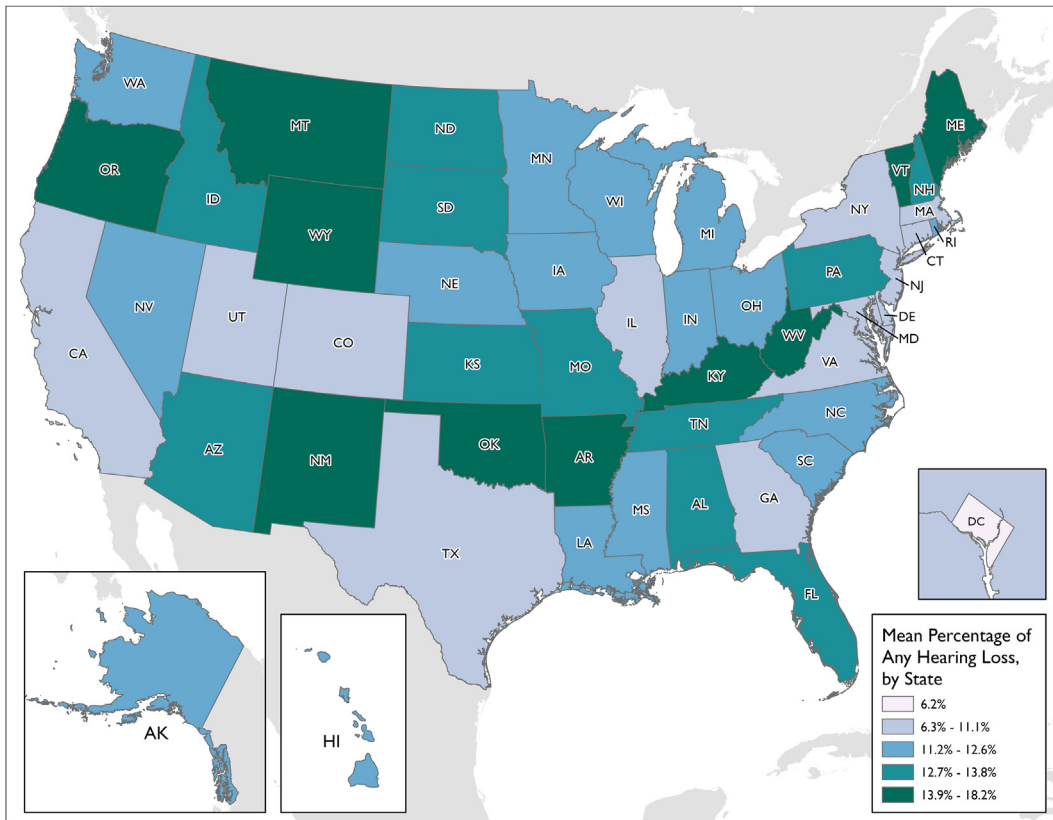 WA
MT
ND
MN
ME
OR
ID
SD
WI
VT
NH
WY
MI
NY
MA
RI
CT
IA
NE
PA
NJ
NV
UT
CO
IL
IN
OH
DE
MD
CA
WV
VA
KS
MO
KY
NC
TN
AZ
NM
OK
AR
SC
MS
AL
GA
TX
LA
FL
DC
AK
HI
Mean Percentage of
Any Hearing Loss,
by State
6.2%
6.3% - 11.1%
11.2% - 12.6%
12.7% - 13.8%
13.9% - 18.2%